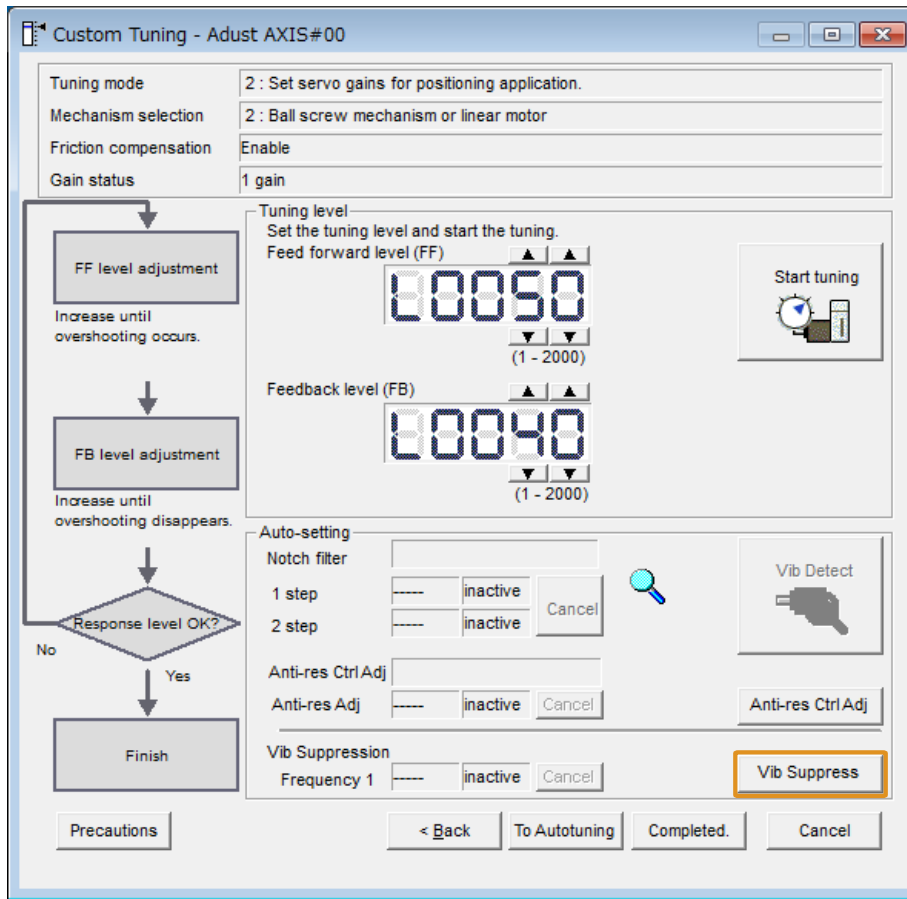 Custom Tuning - Adust AXIS#00
Tuning mode 2 : Set servo gains for positioning application.
Mechanism selection 2 : Ball screw mechanism or linear motor
Friction compensation Enable
Gain status 1 gain
FF level adjustment
Increase until
overshooting occurs.
FB level adjustment
Increase until
overshooting disappears.
Response level OK?
No
Yes
Finish
Tuning level
Set the tuning level and start the tuning.
Feed forward level (FF)
L0050
(1 - 2000)
Start tuning
Feedback level (FB)
L0040
(1 - 2000)
Auto-setting
Notch filter
1 step ----- inactive
2 step ----- inactive
Cancel
Vib Detect
Anti-res Ctrl Adj
Anti-res Adj ----- inactive Cancel
Anti-res Ctrl Adj
Vib Suppression
Frequency 1 ----- inactive Cancel
Vib Suppress
Precautions < Back To Autotuning Completed. Cancel